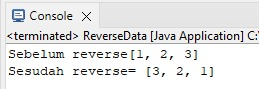 Console
<terminated> ReverseData [Java Application] C:
Sebelum reverse[1, 2, 3]
Sesudah reverse= [3, 2, 1]